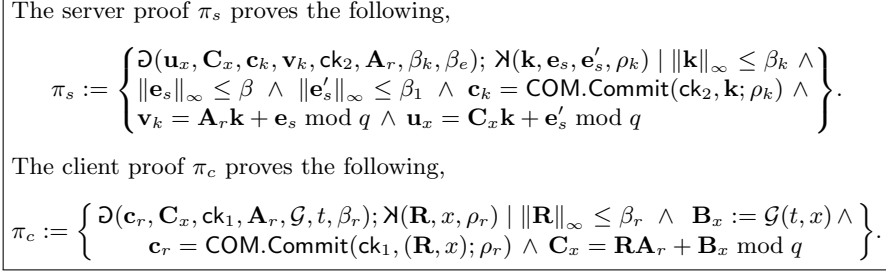 The server proof π_s proves the following,
π_s := { ⅁(𝐮_x, 𝐂_x, 𝐜_k, 𝐯_k, ck_2, 𝐀_r, β_k, β_e); ꓘ(𝐤, 𝐞_s, 𝐞′_s, ρ_k) | ‖𝐤‖_∞ ≤ β_k ∧
‖𝐞_s‖_∞ ≤ β ∧ ‖𝐞′_s‖_∞ ≤ β_1 ∧ 𝐜_k = COM.Commit(ck_2, 𝐤; ρ_k) ∧
𝐯_k = 𝐀_r𝐤 + 𝐞_s mod q ∧ 𝐮_x = 𝐂_x𝐤 + 𝐞′_s mod q }.
The client proof π_c proves the following,
π_c := { ⅁(𝐜_r, 𝐂_x, ck_1, 𝐀_r, 𝒢, t, β_r); ꓘ(𝐑, x, ρ_r) | ‖𝐑‖_∞ ≤ β_r ∧ 𝐁_x := 𝒢(t, x) ∧
𝐜_r = COM.Commit(ck_1, (𝐑, x); ρ_r) ∧ 𝐂_x = 𝐑𝐀_r + 𝐁_x mod q }.